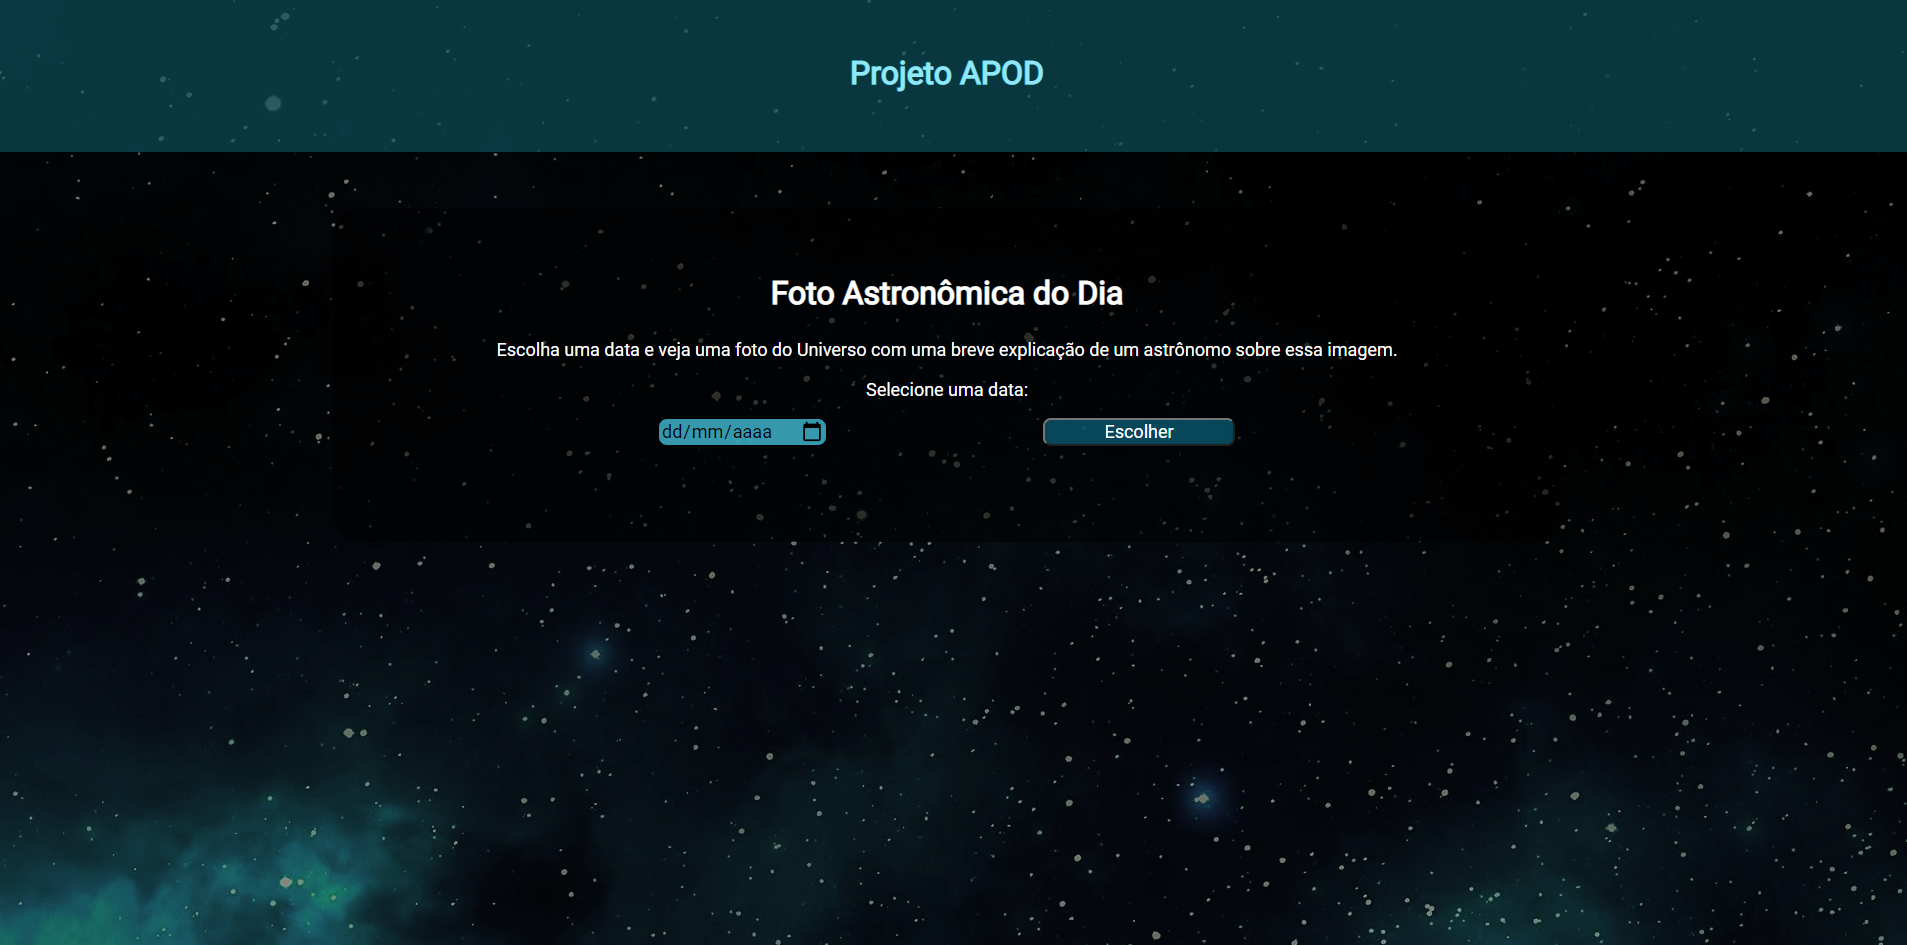 Projeto APOD
Foto Astronômica do Dia
Escolha uma data e veja uma foto do Universo com uma breve explicação de um astrônomo sobre essa imagem.
Selecione uma data:
dd/mm/aaaa
Escolher